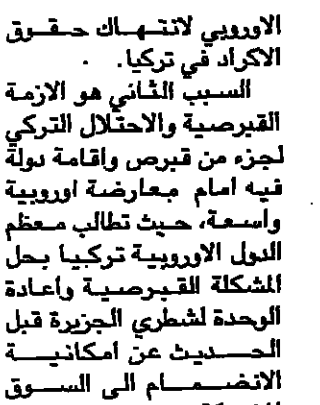 الاوروبي لانتهاك حقوق
الاكراد في تركيا.
السبب الثاني هو الازمة
القبرصية والاحتلال التركي
لجزء من قبرص واقامة دولة
فيه امام معارضة اوروبية
واسعة، حيث تطالب معظم
الدول الاوروبية تركيا بحل
المشكلة القبرصية واعادة
الوحدة لشطري الجزيرة قبل
الحديث عن امكانية
الانضمام الى السوق